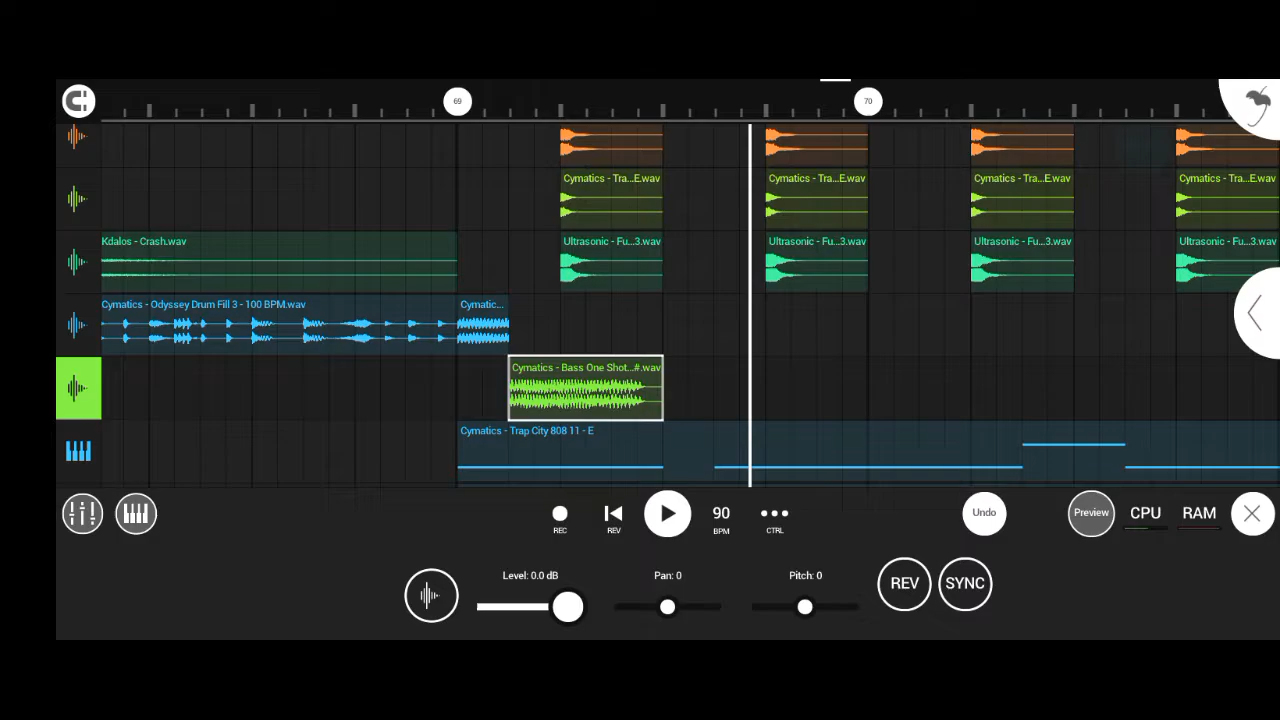 69
70
Cymatics - Tra...E.wav
Cymatics - Tra...E.wav
Cymatics - Tra...E.wav
Cymatics - Tra...E.wav
Kdalos - Crash.wav
Ultrasonic - Fu...3.wav
Ultrasonic - Fu...3.wav
Ultrasonic - Fu...3.wav
Ultrasonic - Fu...3.wav
Cymatics - Odyssey Drum Fill 3 - 100 BPM.wav
Cymatic...
Cymatics - Bass One Shot...#.wav
Cymatics - Trap City 808 11 - E
REC
REV
90
BPM
CTRL
Undo
Preview
CPU
RAM
Level: 0.0 dB
Pan: 0
Pitch: 0
REV
SYNC